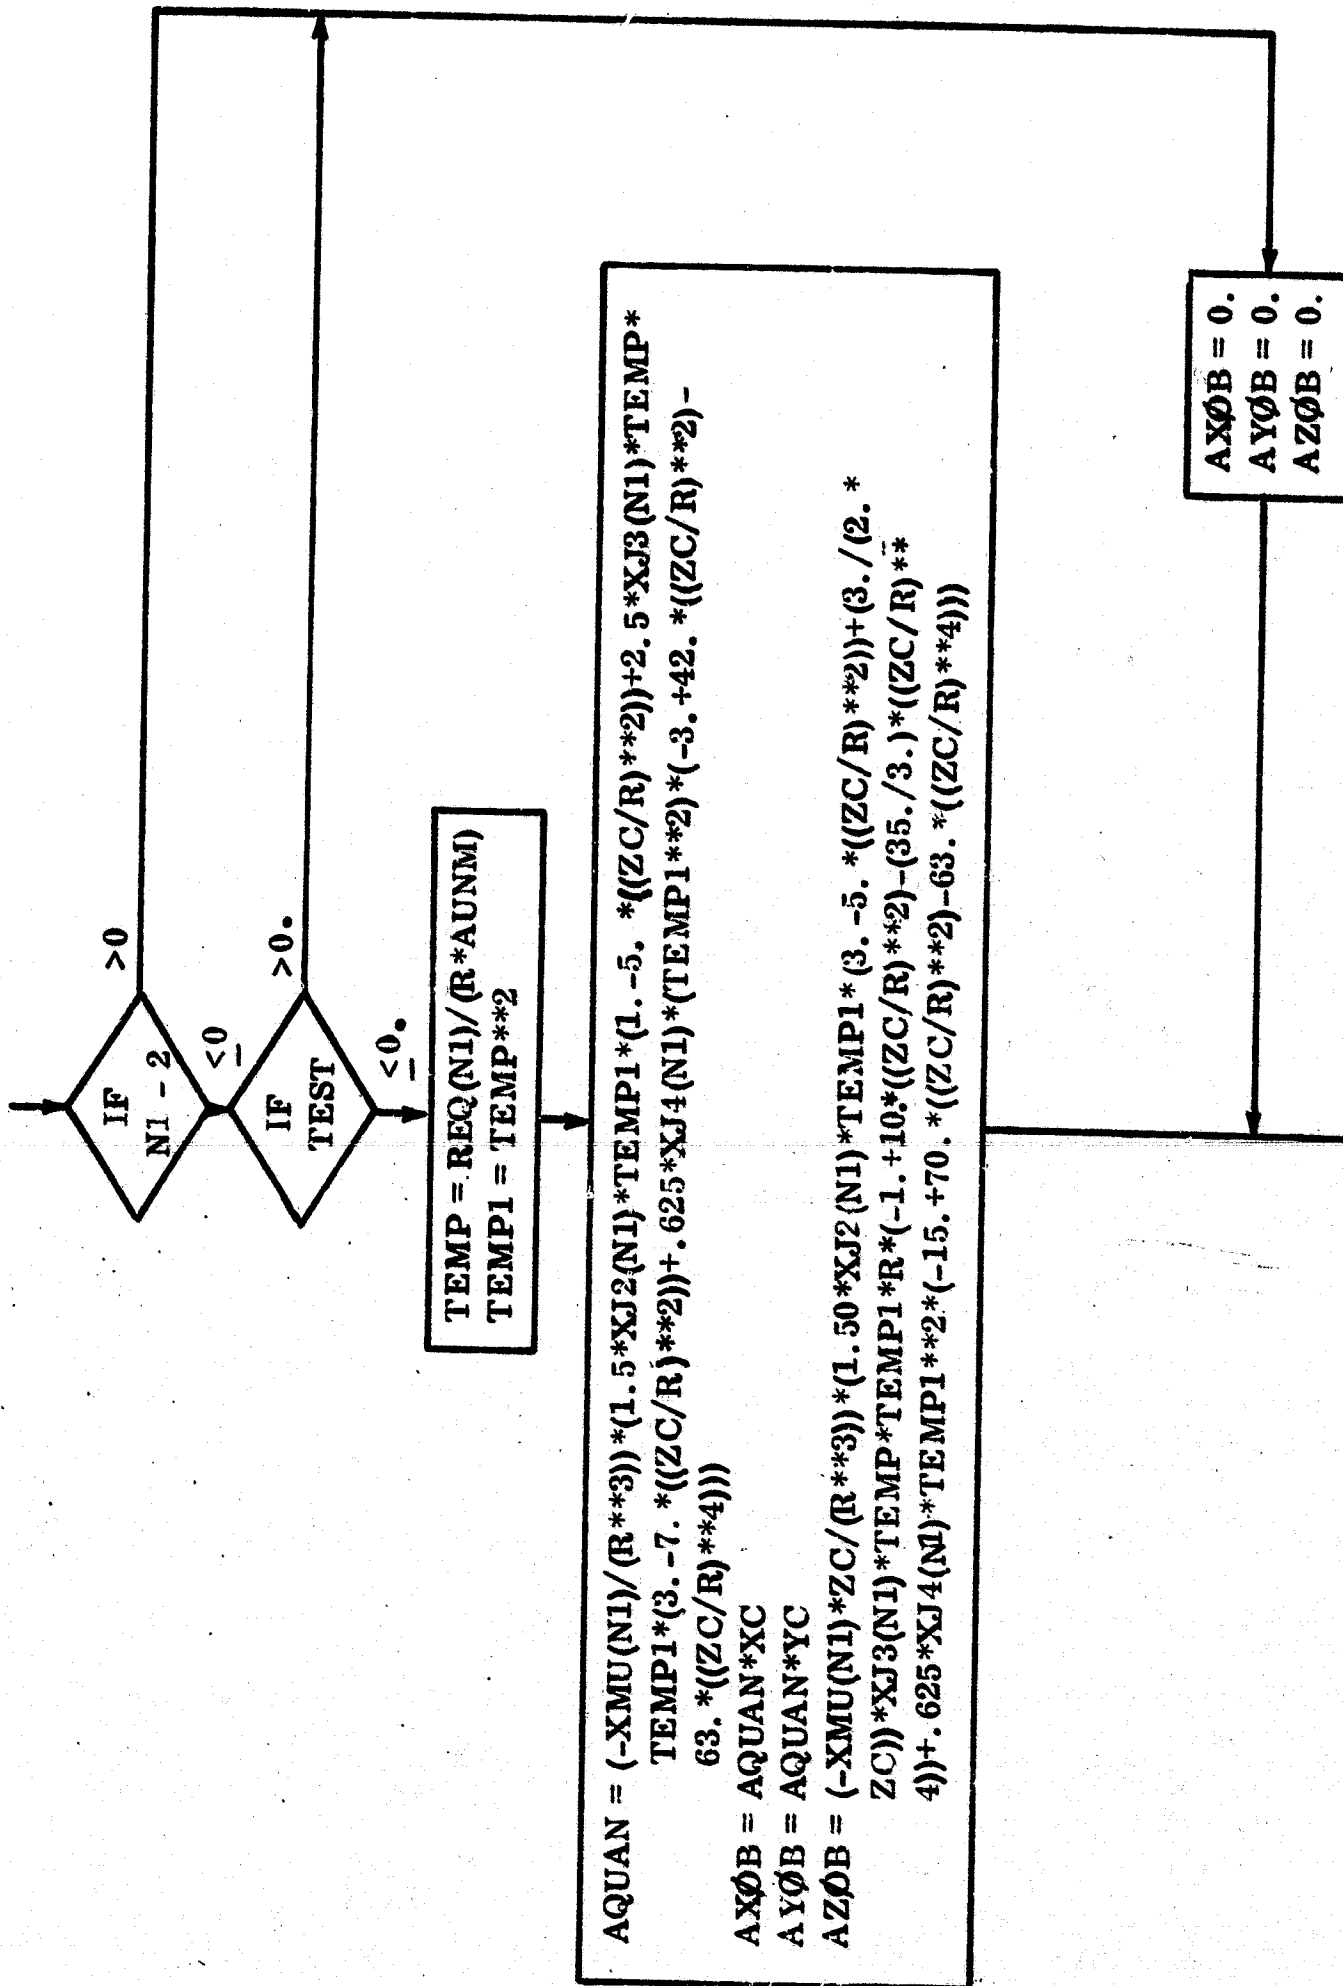 IF
N1 - 2
>0
≤0
IF
TEST
>0.
≤0.
TEMP = REQ(N1)/(R*AUNM)
TEMP1 = TEMP**2
AQUAN = (-XMU(N1)/(R**3))*(1.5*XJ2(N1)*TEMP1*(1.-5. *((ZC/R)**2))+2.5*XJ3(N1)*TEMP*
TEMP1*(3.-7. *((ZC/R)**2))+.625*XJ4(N1)*(TEMP1**2)*(-3.+42. *((ZC/R)**2)-
63. *((ZC/R)**4)))
AXØB = AQUAN*XC
AYØB = AQUAN*YC
AZØB = (-XMU(N1)*ZC/(R**3))*(1.50*XJ2(N1)*TEMP1*(3.-5. *((ZC/R)**2))+(3./(2. *
ZC))*XJ3(N1)*TEMP*TEMP1*R*(-1.+10.*((ZC/R)**2)-(35./3.)*((ZC/R)**
4))+.625*XJ4(N1)*TEMP1**2*(-15.+70. *((ZC/R)**2)-63. *((ZC/R)**4)))
AXØB = 0.
AYØB = 0.
AZØB = 0.